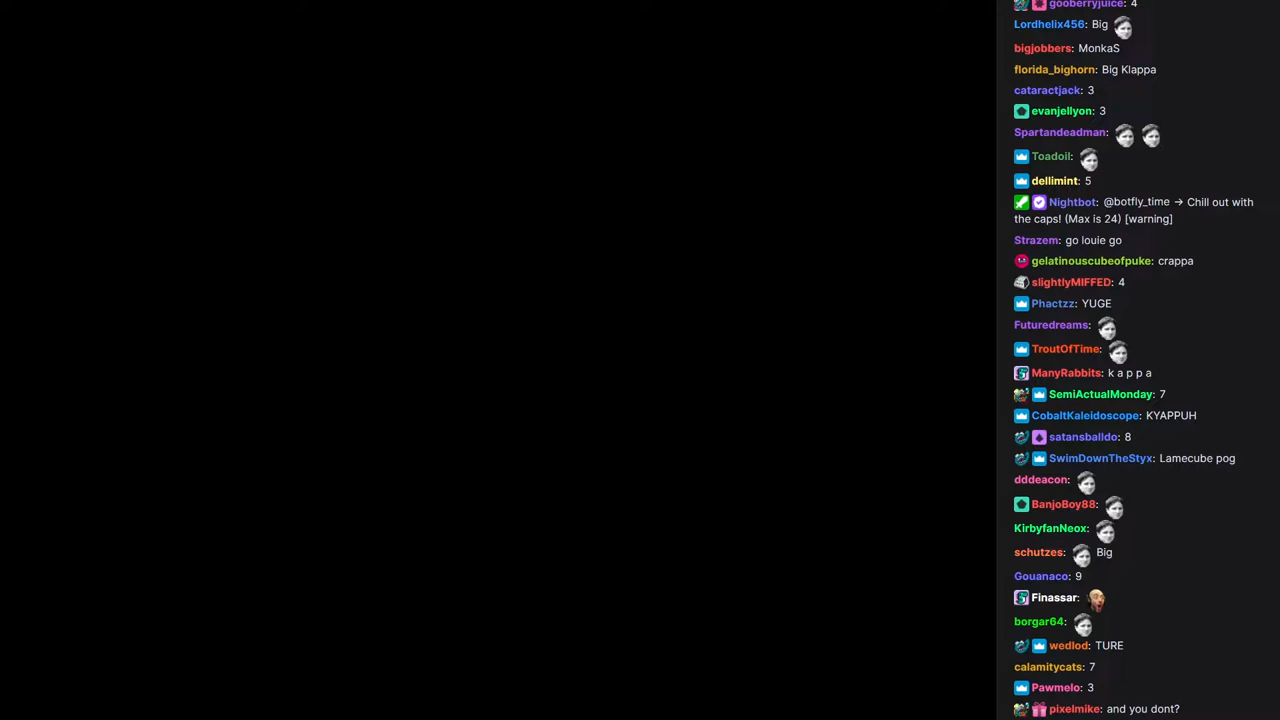 gooberryjuice: 4
Lordhelix456: Big
bigjobbers: MonkaS
florida_bighorn: Big Klappa
cataractjack: 3
evanjellyon: 3
Spartandeadman:
Toadoil:
dellimint: 5
Nightbot: @botfly_time → Chill out with
the caps! (Max is 24) [warning]
Strazem: go louie go
gelatinouscubeofpuke: crappa
slightlyMIFFED: 4
Phactzz: YUGE
Futuredreams:
TroutOfTime:
ManyRabbits: k a p p a
SemiActualMonday: 7
CobaltKaleidoscope: KYAPPUH
satansballdo: 8
SwimDownTheStyx: Lamecube pog
dddeacon:
BanjoBoy88:
KirbyfanNeox:
schutzes: Big
Gouanaco: 9
Finassar:
borgar64:
wedlod: TURE
calamitycats: 7
Pawmelo: 3
pixelmike: and you dont?